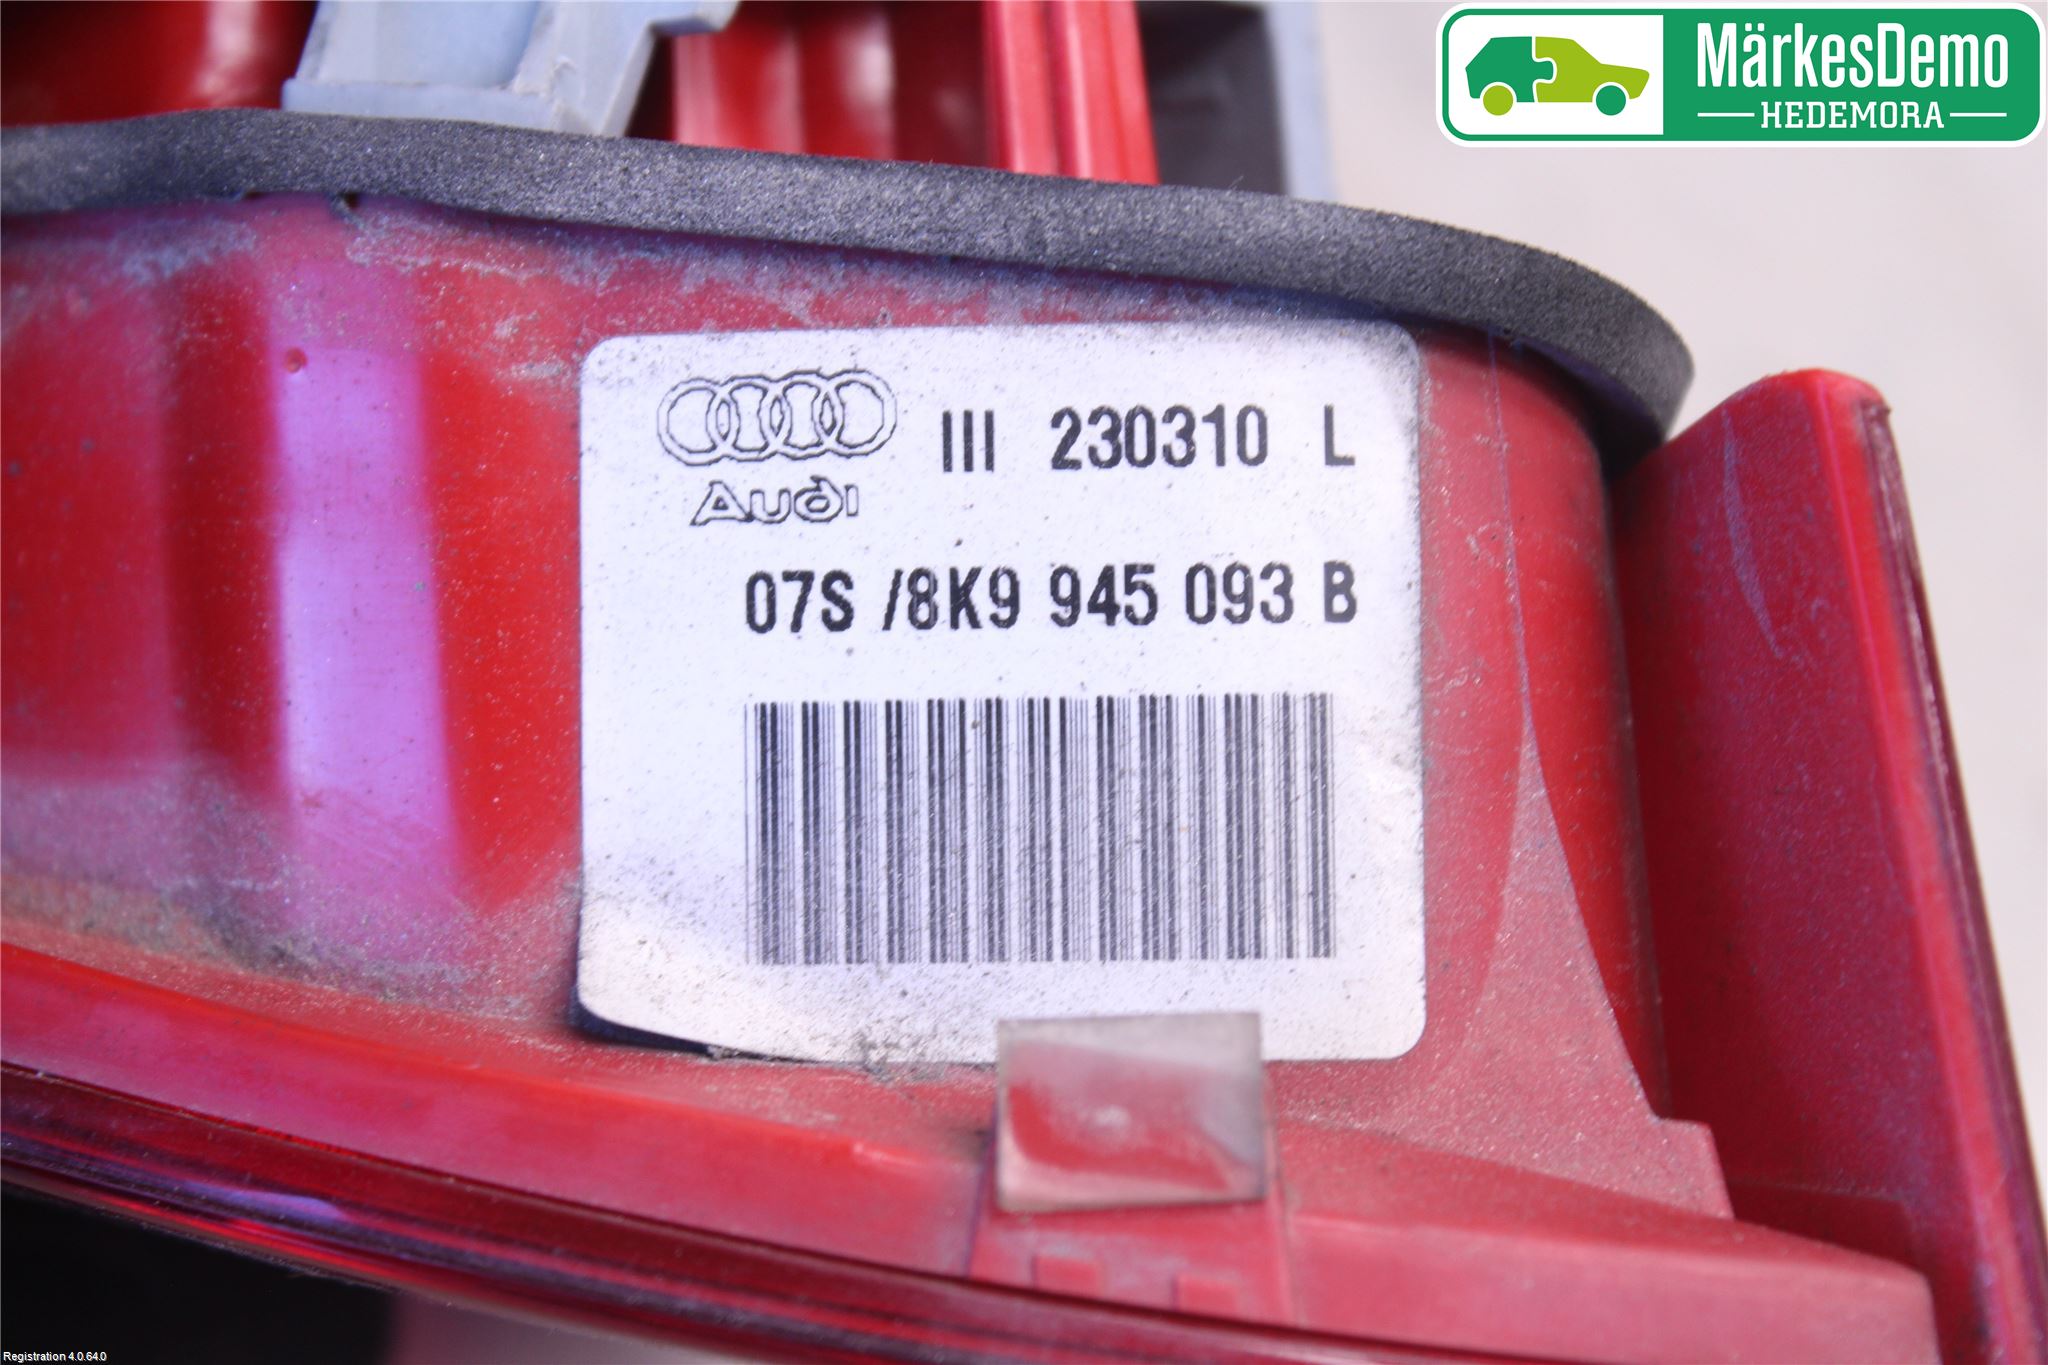 MärkesDemo
HEDEMORA
III 230310 L
Audi
07S /8K9 945 093 B
Registration 4.0.64.0